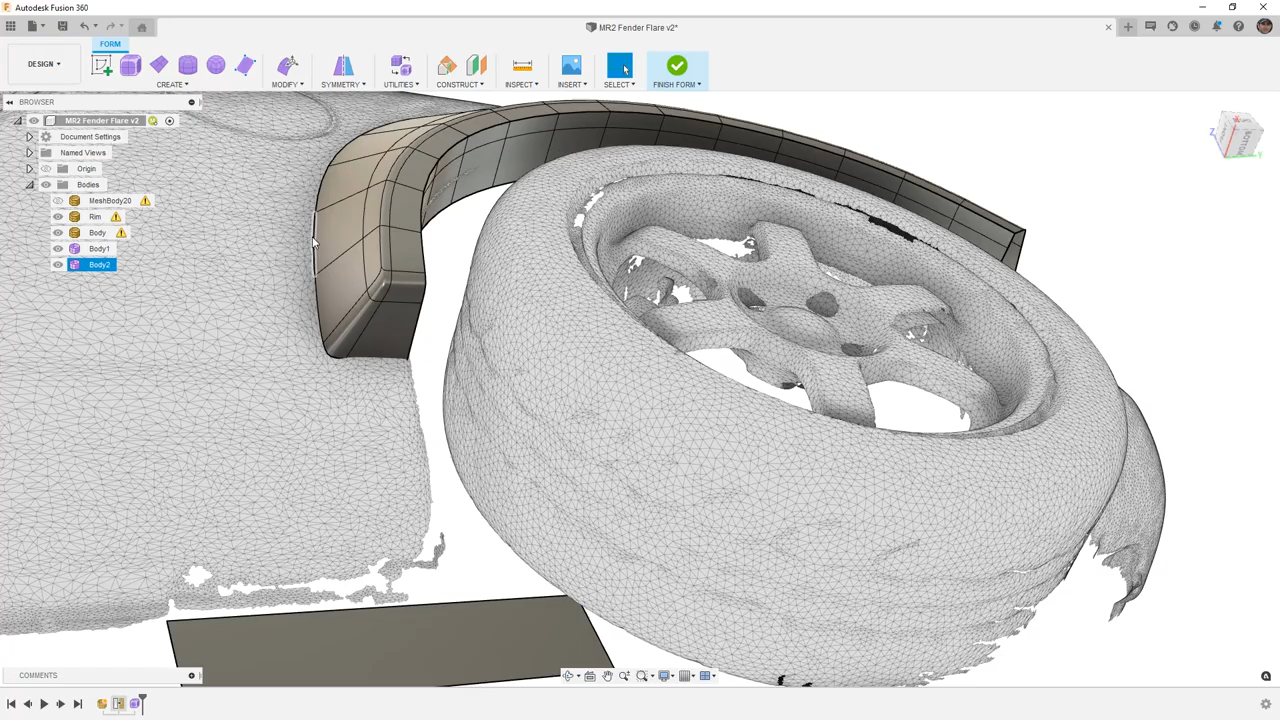 Autodesk Fusion 360
MR2 Fender Flare v2*
FORM
DESIGN
CREATE
MODIFY
SYMMETRY
UTILITIES
CONSTRUCT
INSPECT
INSERT
SELECT
FINISH FORM
BROWSER
MR2 Fender Flare v2
Document Settings
Named Views
Origin
Bodies
MeshBody20
Rim
Body
Body1
Body2
Z
X
Y
BOTTOM
COMMENTS